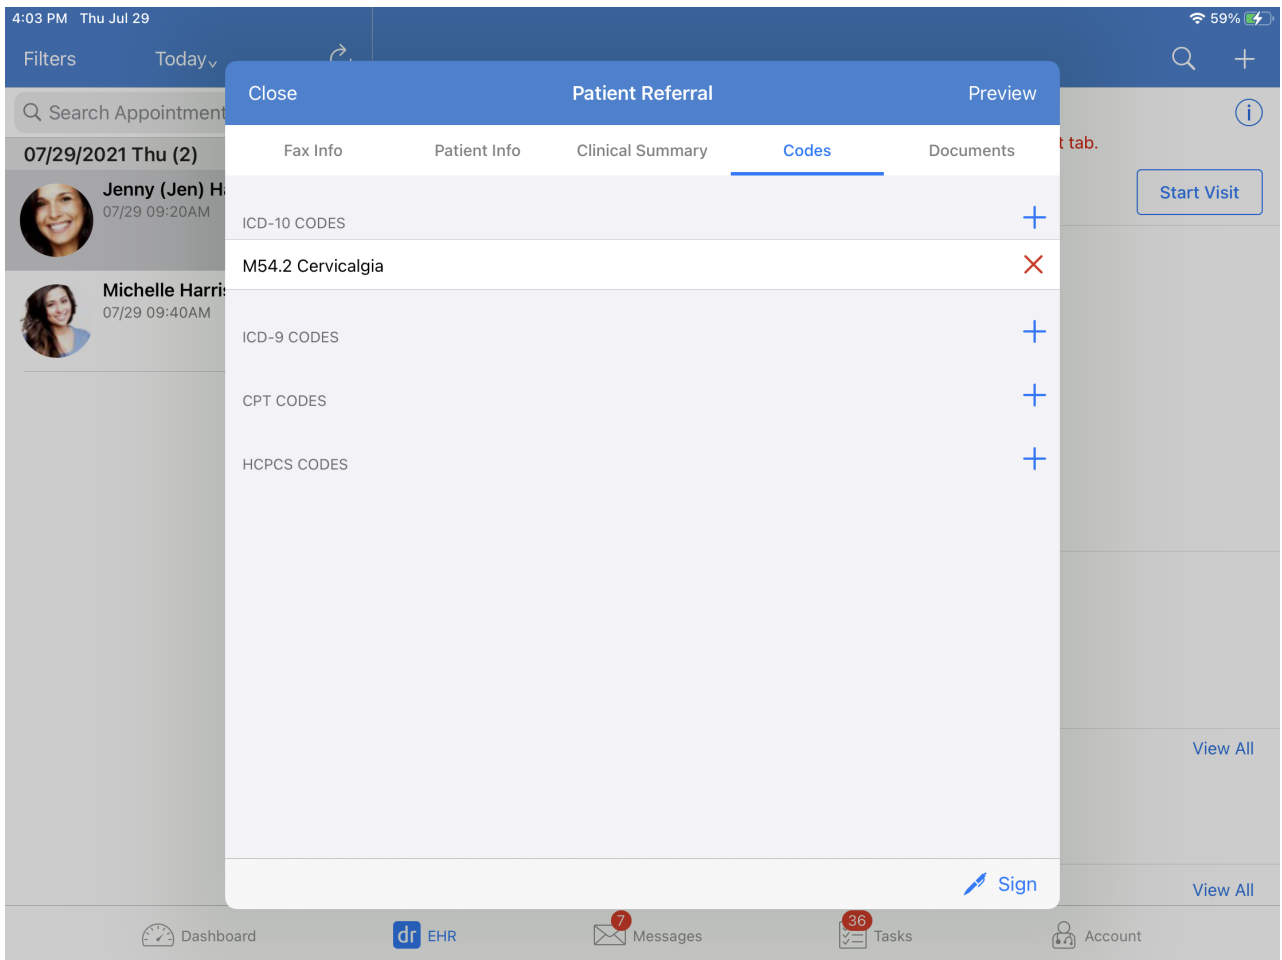 4:03 PM Thu Jul 29
59%
Filters
Today
Search Appointment
07/29/2021 Thu (2)
Jenny (Jen) H
07/29 09:20AM
Michelle Harris
07/29 09:40AM
Close
Patient Referral
Preview
Fax Info
Patient Info
Clinical Summary
Codes
Documents
ICD-10 CODES
M54.2 Cervicalgia
ICD-9 CODES
CPT CODES
HCPCS CODES
Sign
t tab.
Start Visit
View All
View All
Dashboard
dr EHR
7
Messages
36
Tasks
Account